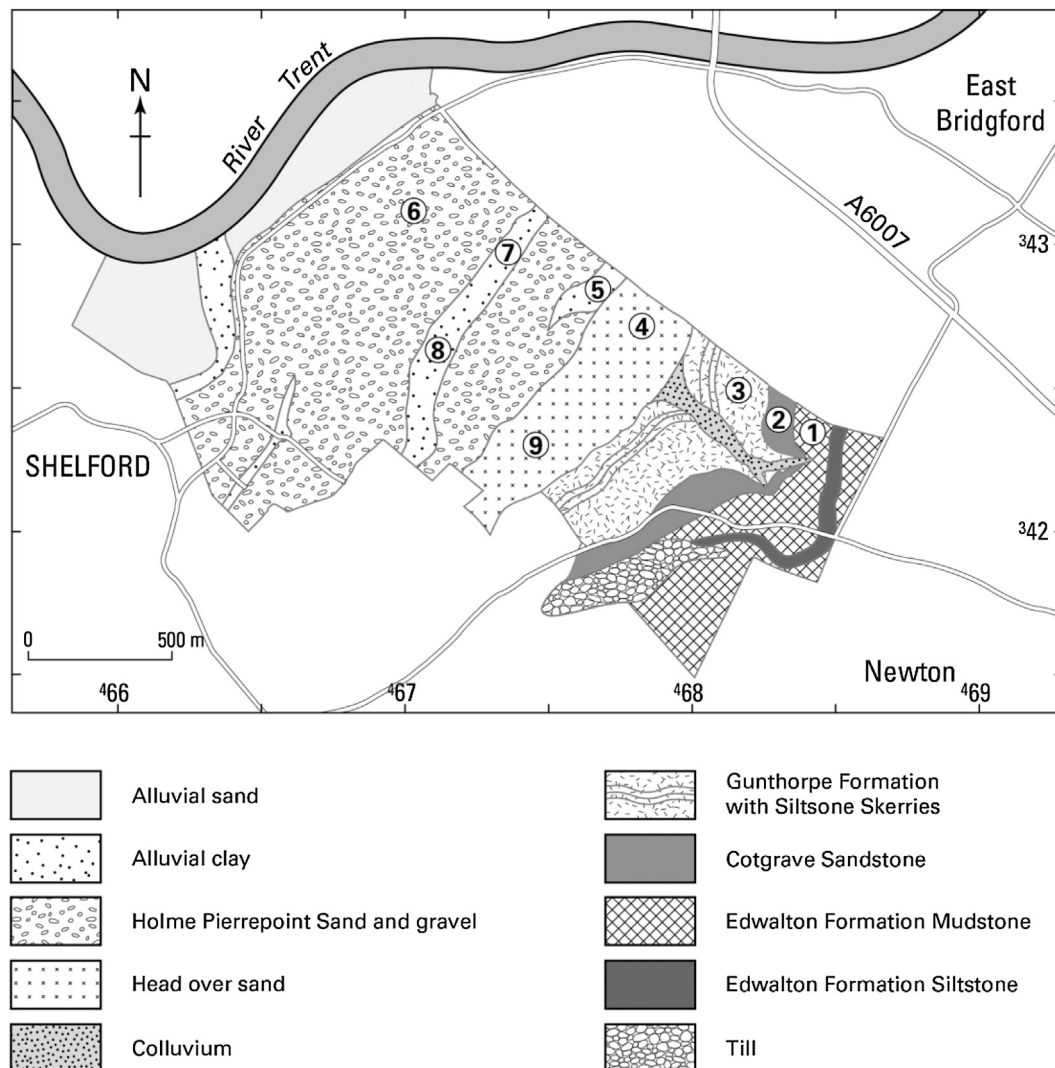 N
River Trent
East
Bridgford
A6007
³43
6
7
5
4
8
3
2
1
9
SHELFORD
³42
0 500 m
Newton
⁴66
⁴67
⁴68
⁴69
Alluvial sand
Alluvial clay
Holme Pierrepoint Sand and gravel
Head over sand
Colluvium
Gunthorpe Formation
with Siltsone Skerries
Cotgrave Sandstone
Edwalton Formation Mudstone
Edwalton Formation Siltstone
Till